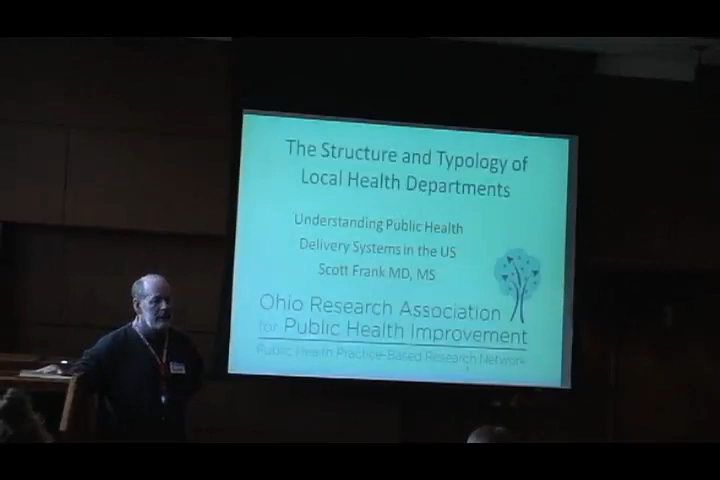 The Structure and Typology of
Local Health Departments
Understanding Public Health
Delivery Systems in the US
Scott Frank MD, MS
Ohio Research Association
for Public Health Improvement
Public Health Practice-Based Research Network